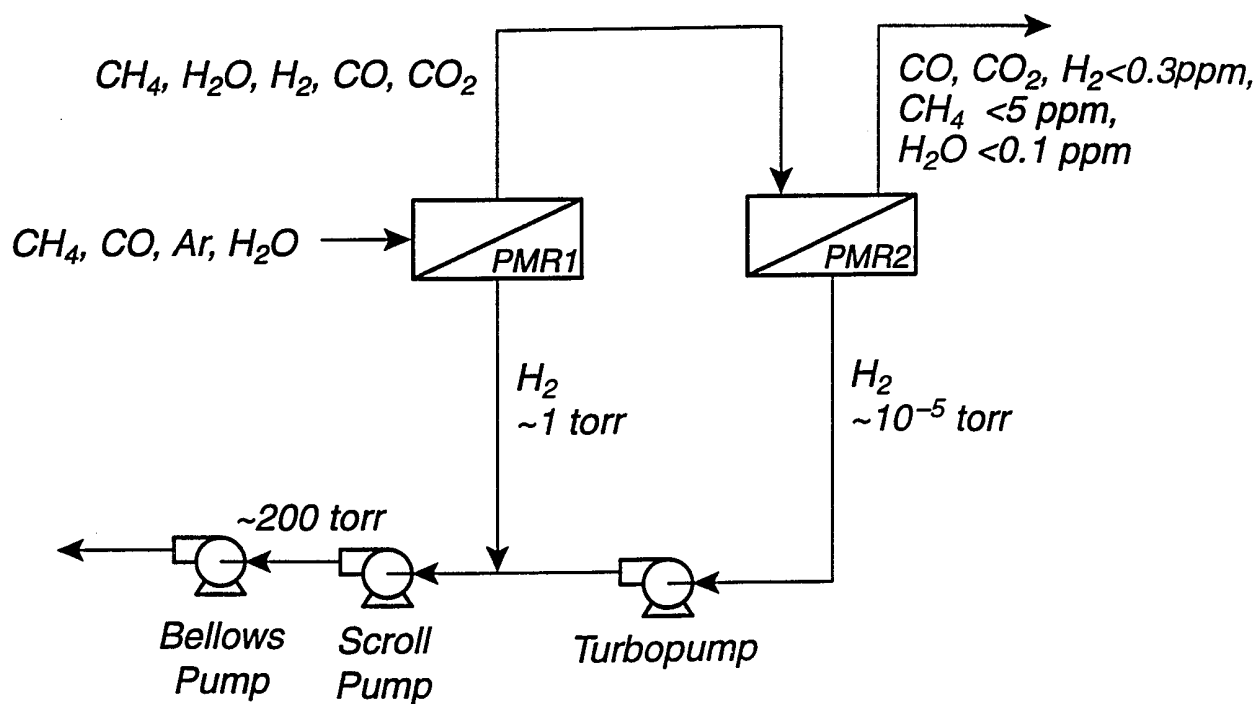 CH₄, H₂O, H₂, CO, CO₂
CO, CO₂, H₂<0.3ppm,
CH₄ <5 ppm,
H₂O <0.1 ppm
CH₄, CO, Ar, H₂O
PMR1
PMR2
H₂
~1 torr
H₂
~10⁻⁵ torr
~200 torr
Bellows
Pump
Scroll
Pump
Turbopump